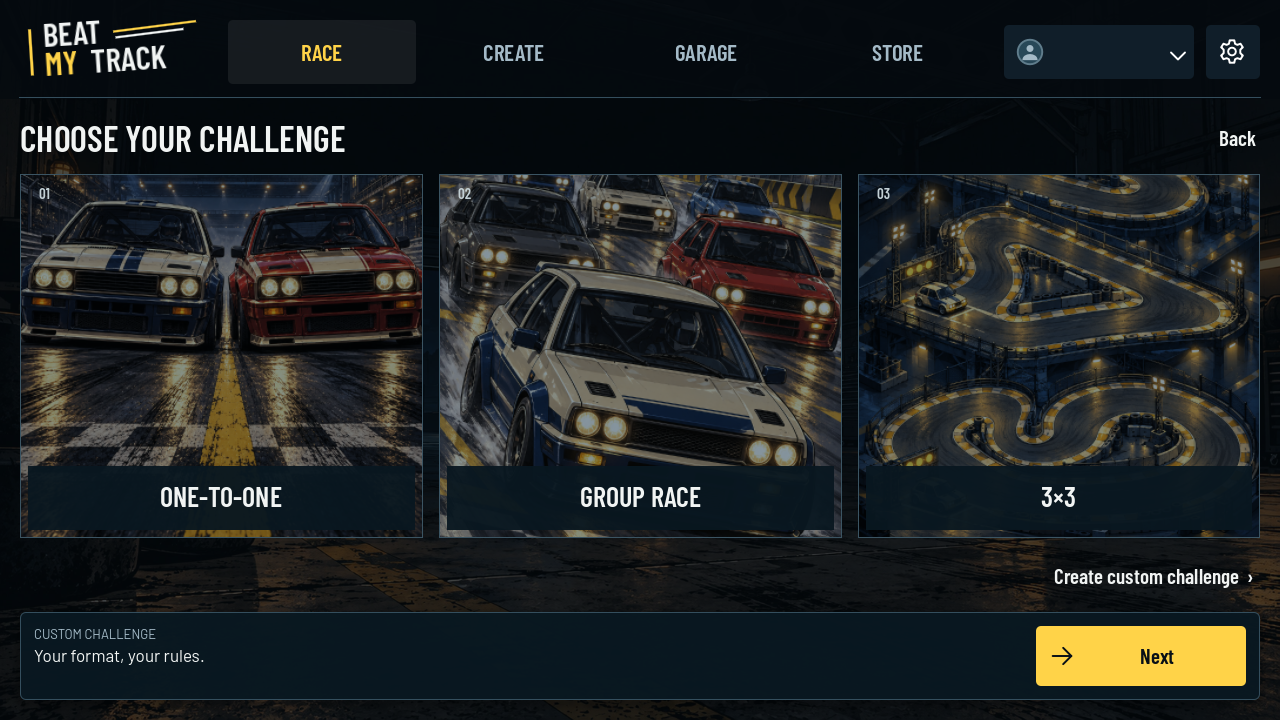 BEAT
MY TRACK
RACE
CREATE
GARAGE
STORE
CHOOSE YOUR CHALLENGE
Back
01
02
03
ONE-TO-ONE
GROUP RACE
3×3
Create custom challenge ›
CUSTOM CHALLENGE
Your format, your rules.
Next